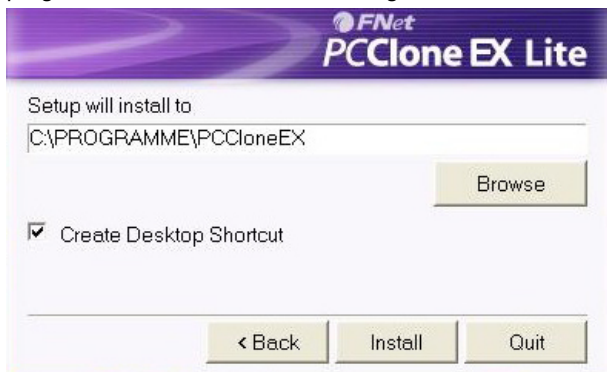 FNet
PCClone EX Lite
Setup will install to
C:\PROGRAMME\PCCloneEX
Browse
Create Desktop Shortcut
< Back Install Quit